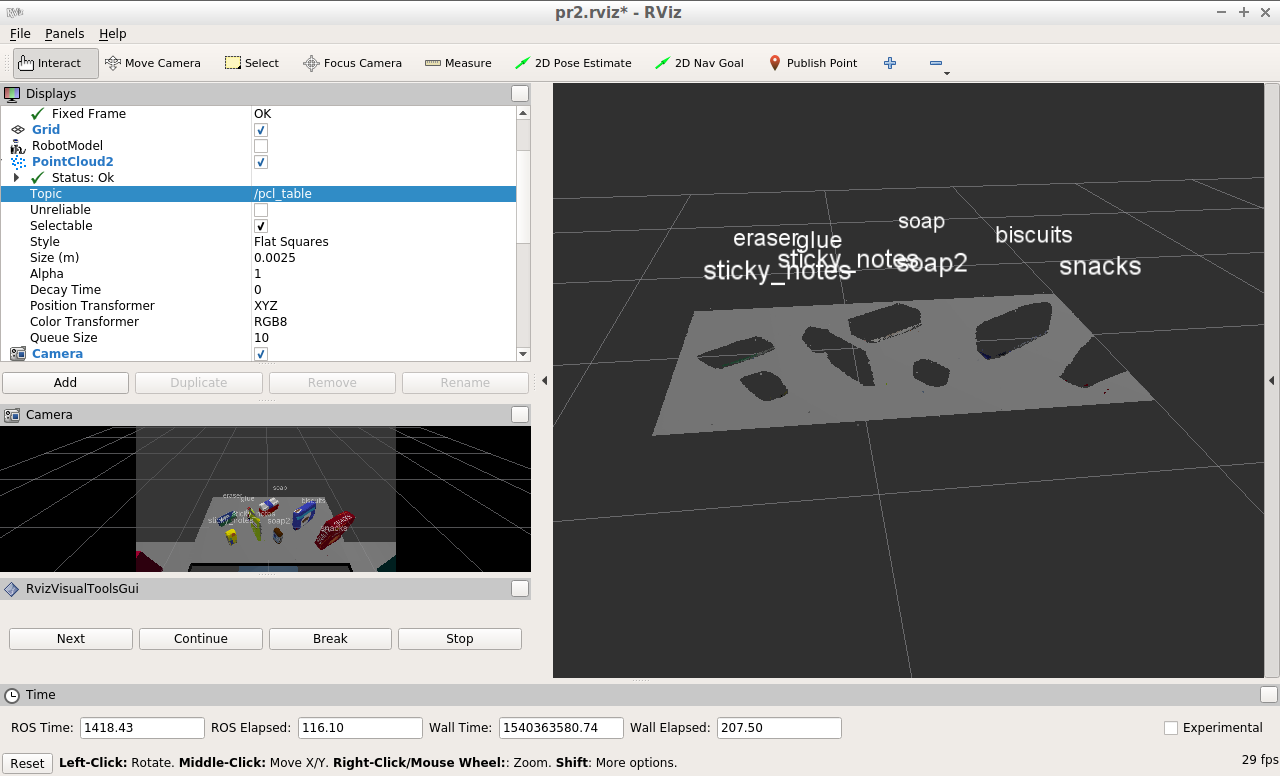 pr2.rviz* - RViz
File Panels Help
Interact Move Camera Select Focus Camera Measure 2D Pose Estimate 2D Nav Goal Publish Point
Displays
Fixed Frame OK
Grid
RobotModel
PointCloud2
Status: Ok
Topic /pcl_table
Unreliable
Selectable
Style Flat Squares
Size (m) 0.0025
Alpha 1
Decay Time 0
Position Transformer XYZ
Color Transformer RGB8
Queue Size 10
Camera
Add Duplicate Remove Rename
Camera
soap
eraser glue biscuits
sticky_notes
sticky_notes soap2
snacks
RvizVisualToolsGui
Next Continue Break Stop
soap
eraser glue biscuits
sticky_notes
sticky_notes soap2 snacks
Time
ROS Time: 1418.43 ROS Elapsed: 116.10 Wall Time: 1540363580.74 Wall Elapsed: 207.50 Experimental
Reset Left-Click: Rotate. Middle-Click: Move X/Y. Right-Click/Mouse Wheel:: Zoom. Shift: More options. 29 fps